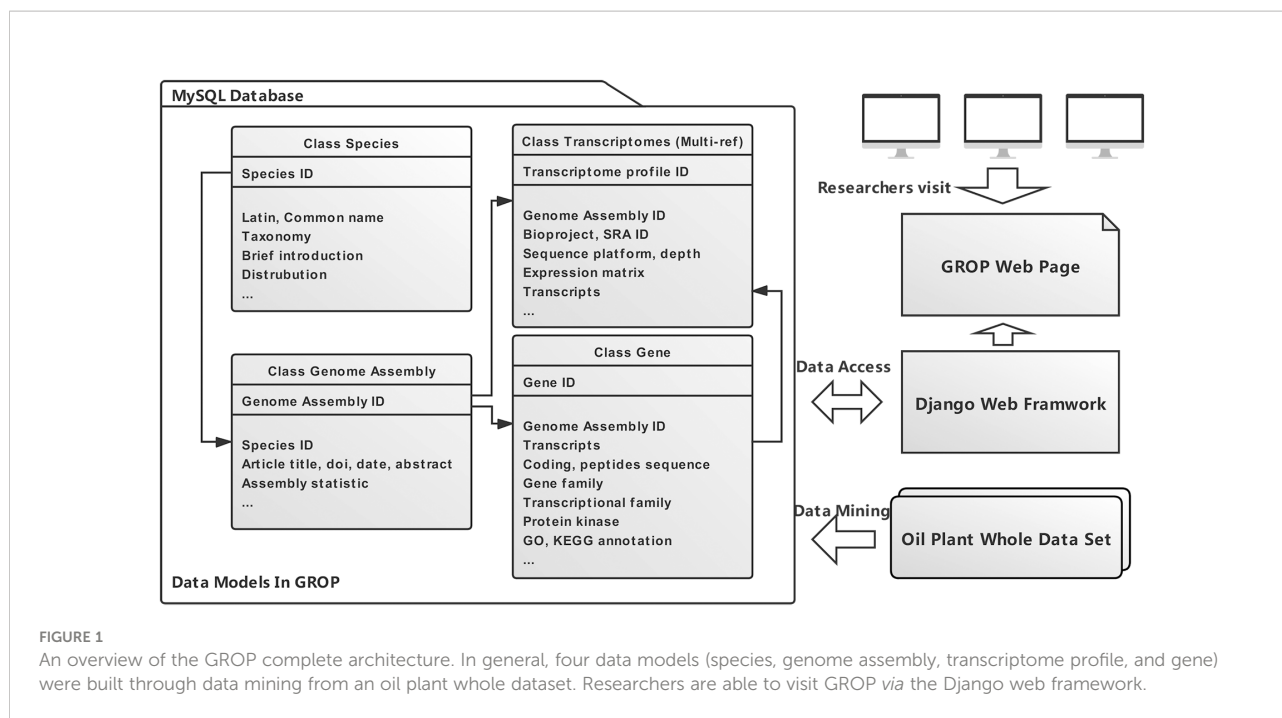 MySQL Database
Class Species
Species ID
Latin, Common name
Taxonomy
Brief introduction
Distrubution
...
Class Transcriptomes (Multi-ref)
Transcriptome profile ID
Genome Assembly ID
Bioproject, SRA ID
Sequence platform, depth
Expression matrix
Transcripts
...
Class Genome Assembly
Genome Assembly ID
Species ID
Article title, doi, date, abstract
Assembly statistic
...
Class Gene
Gene ID
Genome Assembly ID
Transcripts
Coding, peptides sequence
Gene family
Transcriptional family
Protein kinase
GO, KEGG annotation
...
Data Models In GROP
Researchers visit
GROP Web Page
Data Access
Django Web Framwork
Data Mining
Oil Plant Whole Data Set
FIGURE 1
An overview of the GROP complete architecture. In general, four data models (species, genome assembly, transcriptome profile, and gene)
were built through data mining from an oil plant whole dataset. Researchers are able to visit GROP via the Django web framework.